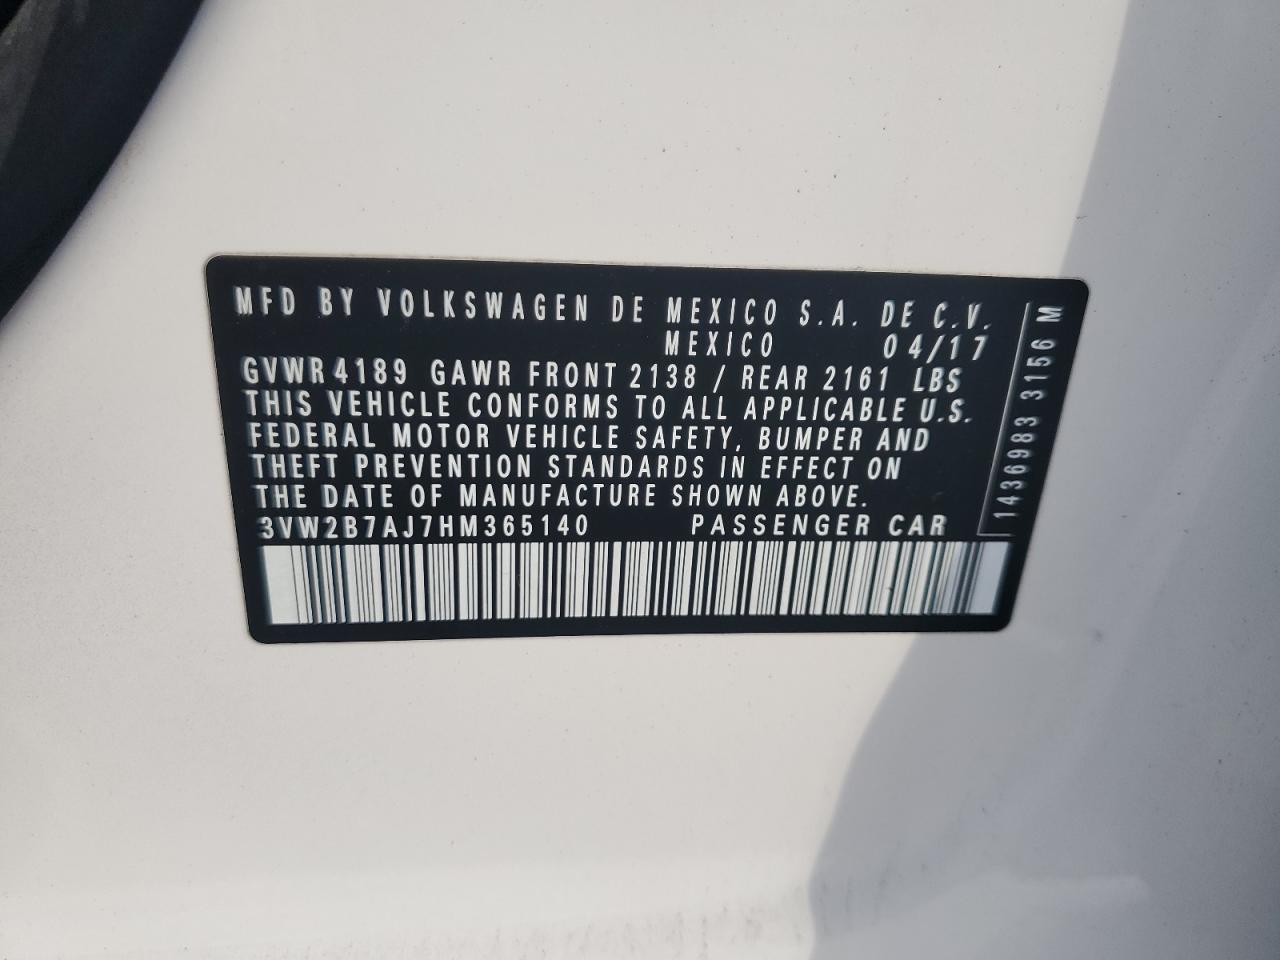 MFD BY VOLKSWAGEN DE MEXICO S.A. DE C.V.
MEXICO 04/17
GVWR 4189 GAWR FRONT 2138 / REAR 2161 LBS
THIS VEHICLE CONFORMS TO ALL APPLICABLE U.S.
FEDERAL MOTOR VEHICLE SAFETY, BUMPER AND
THEFT PREVENTION STANDARDS IN EFFECT ON
THE DATE OF MANUFACTURE SHOWN ABOVE.
3VW2B7AJ7HM365140 PASSENGER CAR
1436983 3156 M